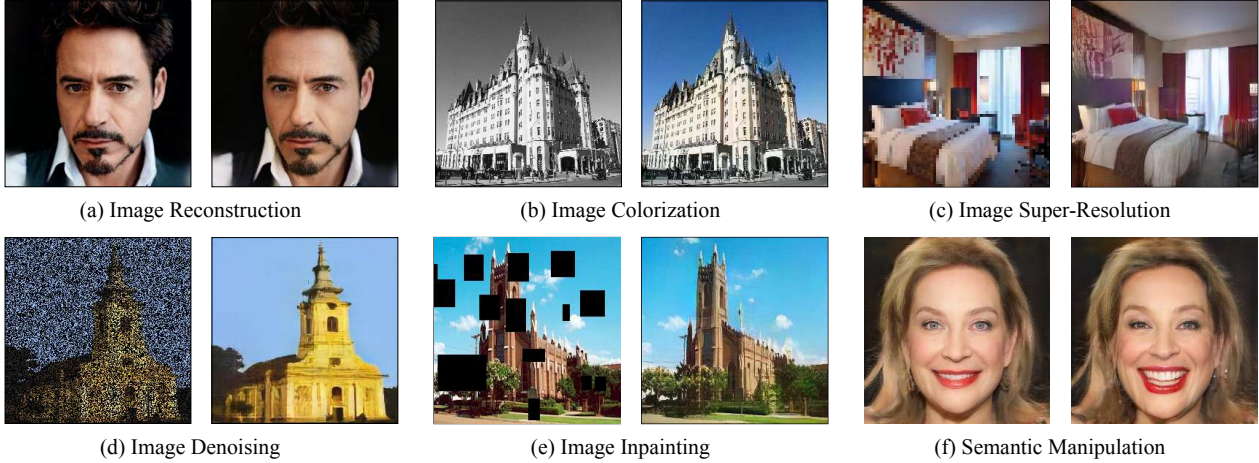 (a) Image Reconstruction
(b) Image Colorization
(c) Image Super-Resolution
(d) Image Denoising
(e) Image Inpainting
(f) Semantic Manipulation